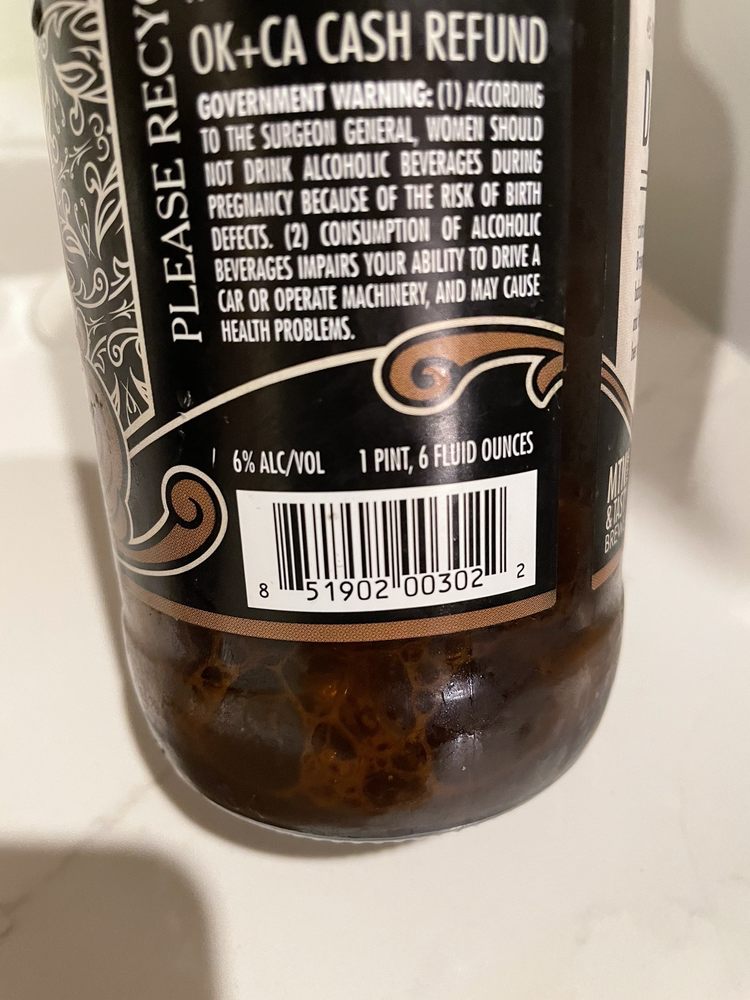 OK+CA CASH REFUND
PLEASE RECY
GOVERNMENT WARNING: (1) ACCORDING
TO THE SURGEON GENERAL, WOMEN SHOULD
NOT DRINK ALCOHOLIC BEVERAGES DURING
PREGNANCY BECAUSE OF THE RISK OF BIRTH
DEFECTS. (2) CONSUMPTION OF ALCOHOLIC
BEVERAGES IMPAIRS YOUR ABILITY TO DRIVE A
CAR OR OPERATE MACHINERY, AND MAY CAUSE
HEALTH PROBLEMS.
6% ALC/VOL 1 PINT, 6 FLUID OUNCES
8 51902 00302 2